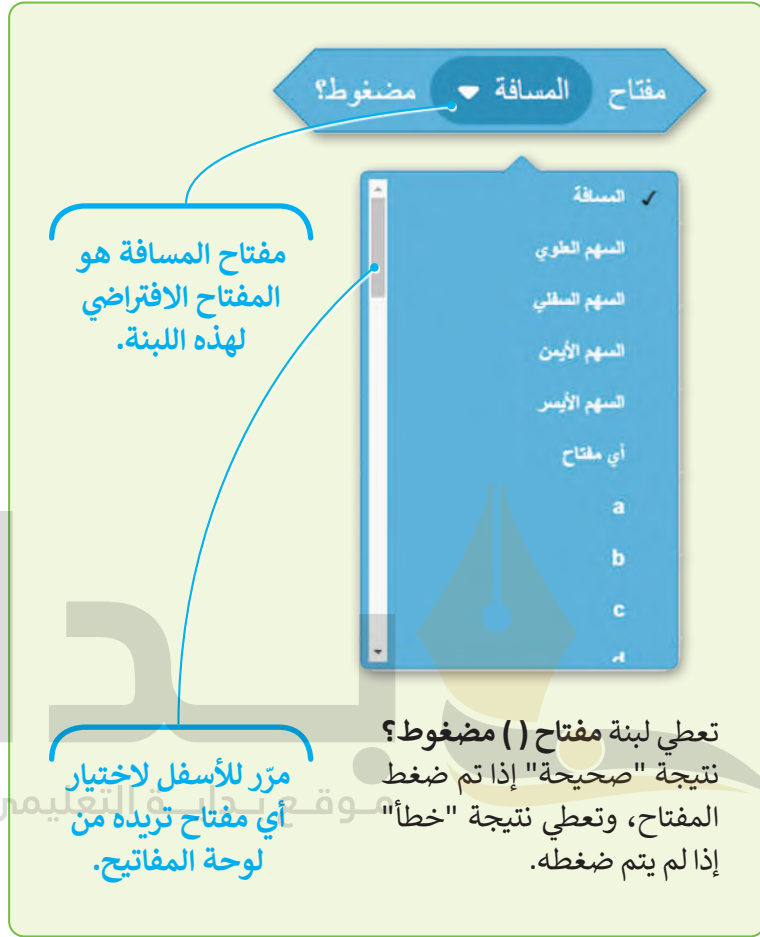 مفتاح المسافة مضغوط؟
✓ المسافة
السهم العلوي
السهم السفلي
السهم الأيمن
السهم الأيسر
أي مفتاح
a
b
c
d
مفتاح المسافة هو
المفتاح الافتراضي
لهذه اللبنة.
تعطي لبنة مفتاح ( ) مضغوط؟
نتيجة "صحيحة" إذا تم ضغط
المفتاح، وتعطي نتيجة "خطأ"
إذا لم يتم ضغطه.
مرّر للأسفل لاختيار
أي مفتاح تريده من
لوحة المفاتيح.